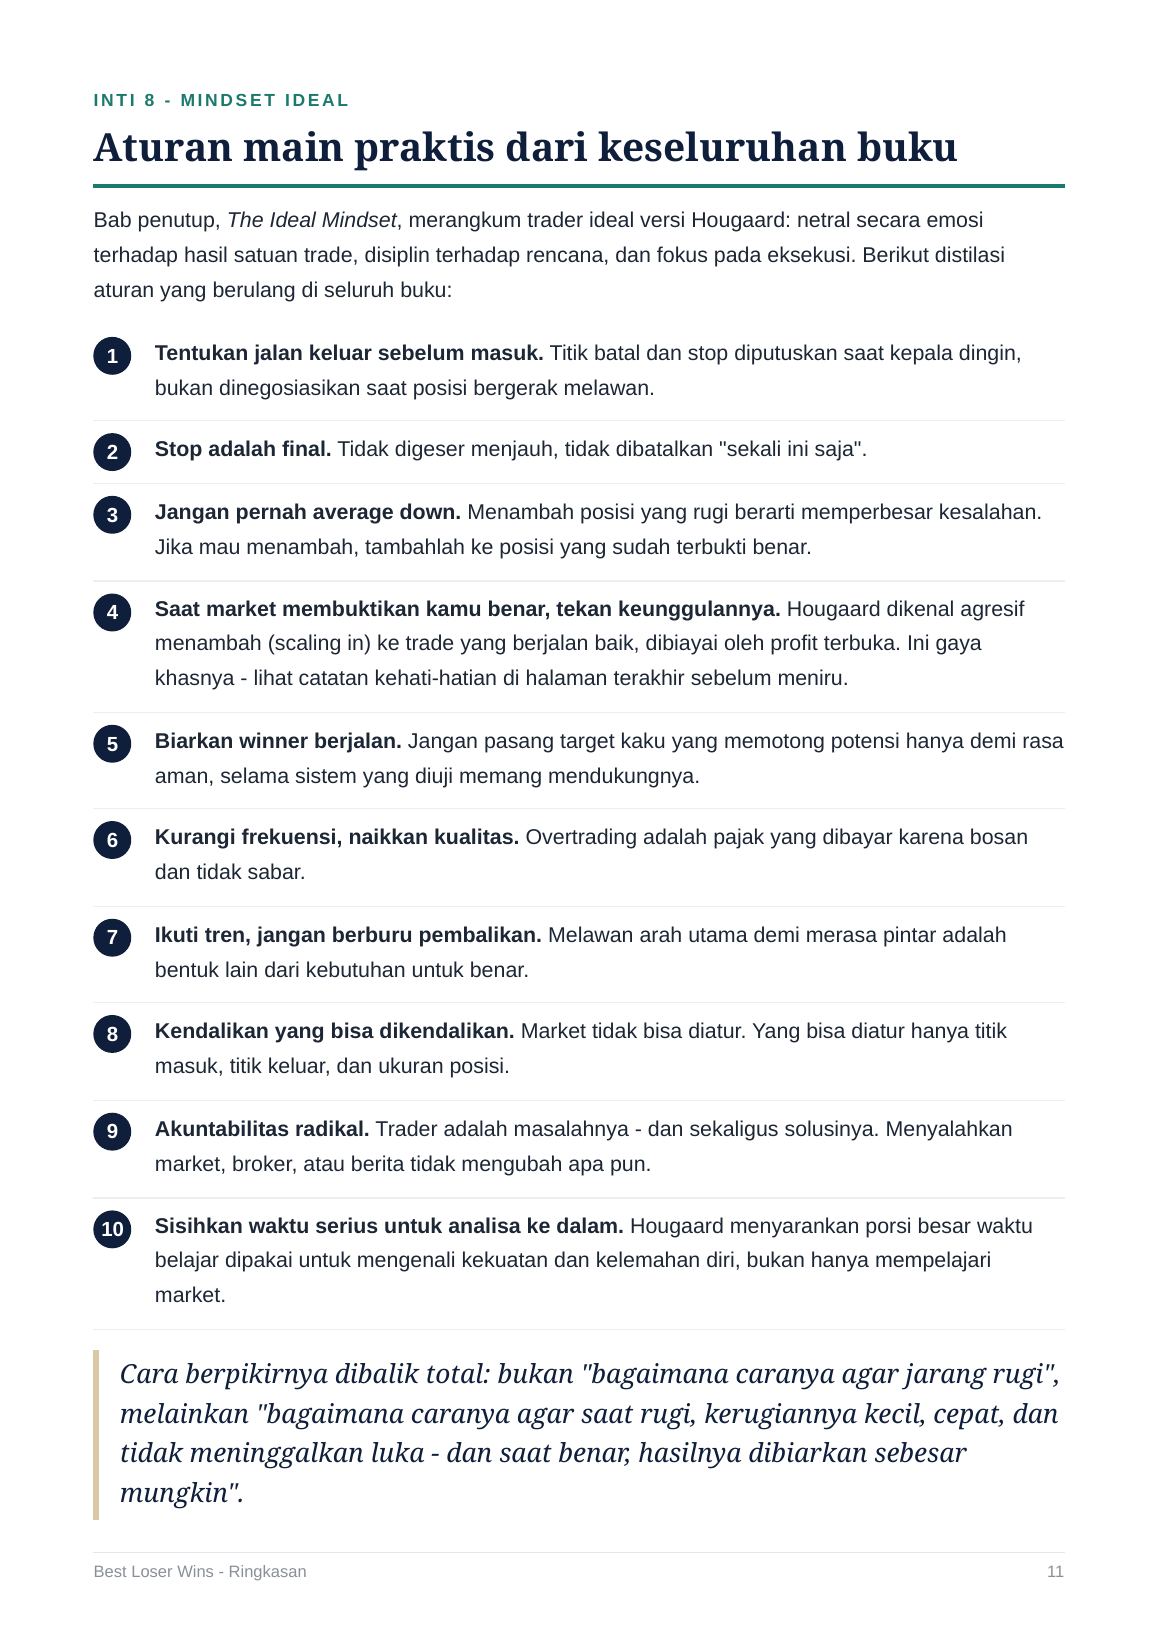 INTI 8 - MINDSET IDEAL
Aturan main praktis dari keseluruhan buku
Bab penutup, The Ideal Mindset, merangkum trader ideal versi Hougaard: netral secara emosi
terhadap hasil satuan trade, disiplin terhadap rencana, dan fokus pada eksekusi. Berikut distilasi
aturan yang berulang di seluruh buku:
1 Tentukan jalan keluar sebelum masuk. Titik batal dan stop diputuskan saat kepala dingin,
bukan dinegosiasikan saat posisi bergerak melawan.
2 Stop adalah final. Tidak digeser menjauh, tidak dibatalkan "sekali ini saja".
3 Jangan pernah average down. Menambah posisi yang rugi berarti memperbesar kesalahan.
Jika mau menambah, tambahlah ke posisi yang sudah terbukti benar.
4 Saat market membuktikan kamu benar, tekan keunggulannya. Hougaard dikenal agresif
menambah (scaling in) ke trade yang berjalan baik, dibiayai oleh profit terbuka. Ini gaya
khasnya - lihat catatan kehati-hatian di halaman terakhir sebelum meniru.
5 Biarkan winner berjalan. Jangan pasang target kaku yang memotong potensi hanya demi rasa
aman, selama sistem yang diuji memang mendukungnya.
6 Kurangi frekuensi, naikkan kualitas. Overtrading adalah pajak yang dibayar karena bosan
dan tidak sabar.
7 Ikuti tren, jangan berburu pembalikan. Melawan arah utama demi merasa pintar adalah
bentuk lain dari kebutuhan untuk benar.
8 Kendalikan yang bisa dikendalikan. Market tidak bisa diatur. Yang bisa diatur hanya titik
masuk, titik keluar, dan ukuran posisi.
9 Akuntabilitas radikal. Trader adalah masalahnya - dan sekaligus solusinya. Menyalahkan
market, broker, atau berita tidak mengubah apa pun.
10 Sisihkan waktu serius untuk analisa ke dalam. Hougaard menyarankan porsi besar waktu
belajar dipakai untuk mengenali kekuatan dan kelemahan diri, bukan hanya mempelajari
market.
Cara berpikirnya dibalik total: bukan "bagaimana caranya agar jarang rugi",
melainkan "bagaimana caranya agar saat rugi, kerugiannya kecil, cepat, dan
tidak meninggalkan luka - dan saat benar, hasilnya dibiarkan sebesar
mungkin".
Best Loser Wins - Ringkasan 11